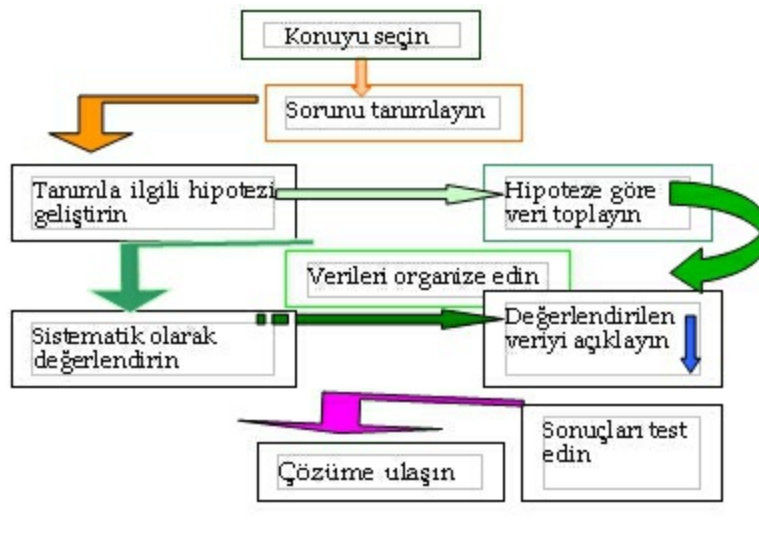 Konuyu seçin
Sorunu tanımlayın
Tanımla ilgili hipotezi
geliştirin
Hipoteze göre
veri toplayın
Verileri organize edin
Sistematik olarak
değerlendirin
Değerlendirilen
veriyi açıklayın
Sonuçları test
edin
Çözüme ulaşın